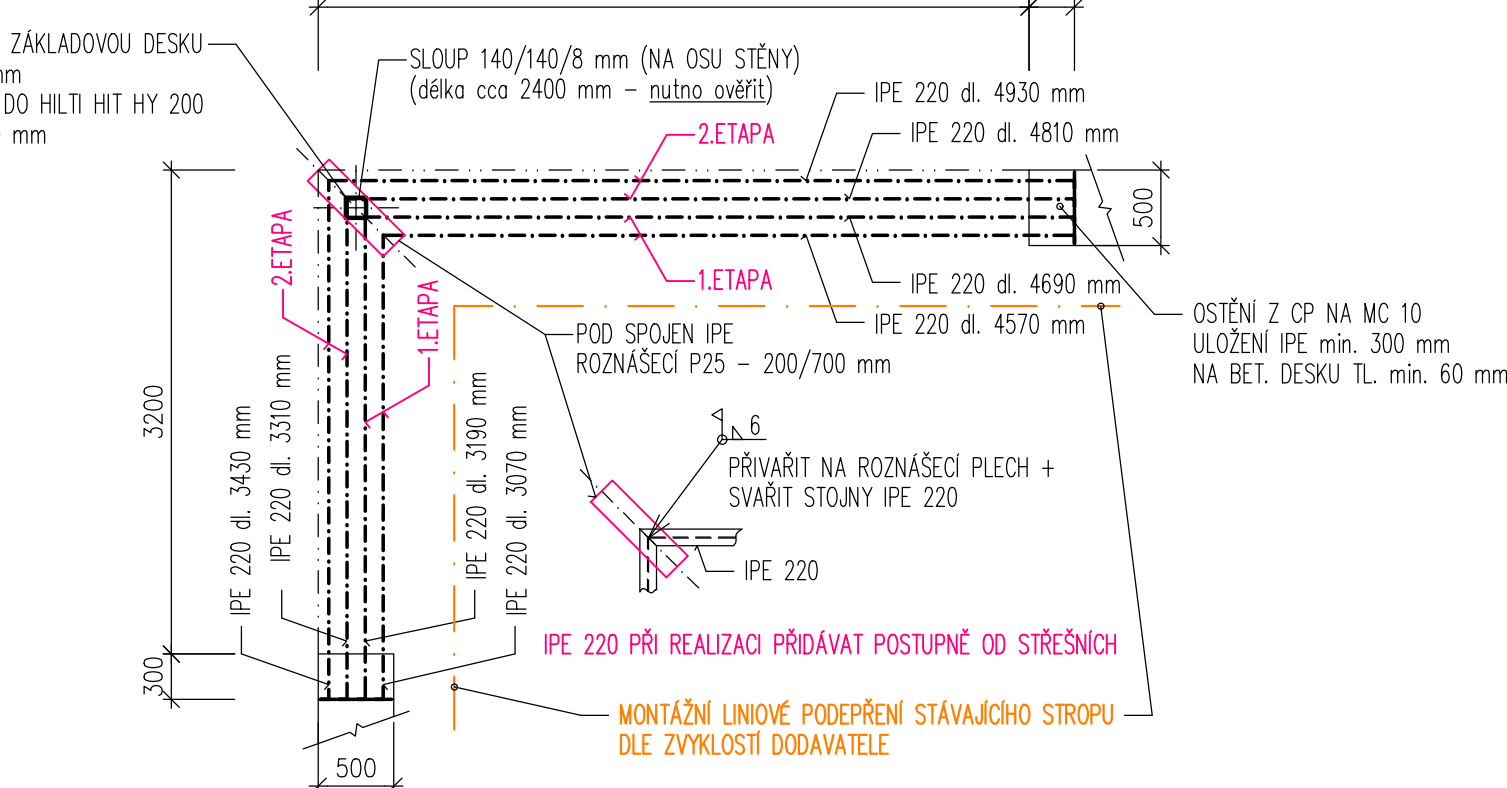 ZÁKLADOVOU DESKU
DO HILTI HIT HY 200
mm
SLOUP 140/140/8 mm (NA OSU STĚNY)
(délka cca 2400 mm – nutno ověřit)
IPE 220 dl. 4930 mm
IPE 220 dl. 4810 mm
2.ETAPA
500
1.ETAPA
IPE 220 dl. 4690 mm
IPE 220 dl. 4570 mm
2.ETAPA
1.ETAPA
POD SPOJEN IPE
ROZNÁŠECÍ P25 – 200/700 mm
OSTĚNÍ Z CP NA MC 10
ULOŽENÍ IPE min. 300 mm
NA BET. DESKU TL. min. 60 mm
3200
IPE 220 dl. 3430 mm
IPE 220 dl. 3310 mm
IPE 220 dl. 3190 mm
IPE 220 dl. 3070 mm
6
PŘIVAŘIT NA ROZNÁŠECÍ PLECH +
SVAŘIT STOJNY IPE 220
IPE 220
IPE 220 PŘI REALIZACI PŘIDÁVAT POSTUPNĚ OD STŘEŠNÍCH
300
MONTÁŽNÍ LINIOVÉ PODEPŘENÍ STÁVAJÍCÍHO STROPU
DLE ZVYKLOSTÍ DODAVATELE
500